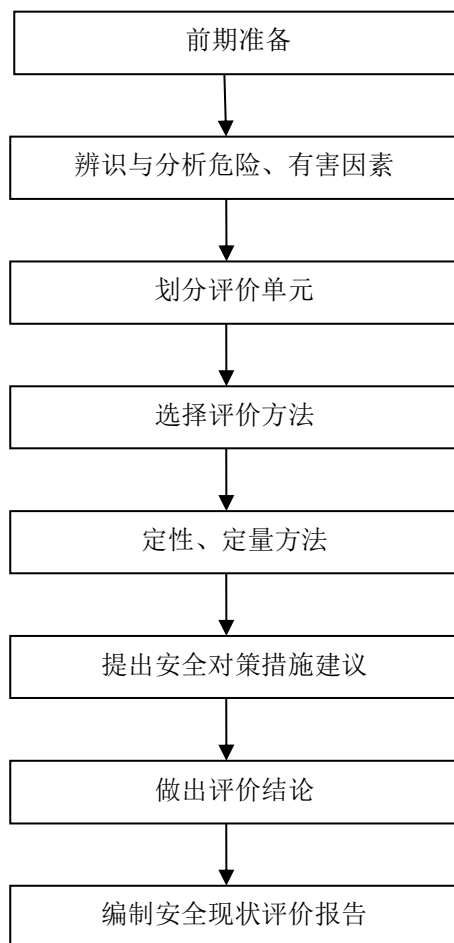 前期准备
辨识与分析危险、有害因素
划分评价单元
选择评价方法
定性、定量方法
提出安全对策措施建议
做出评价结论
编制安全现状评价报告